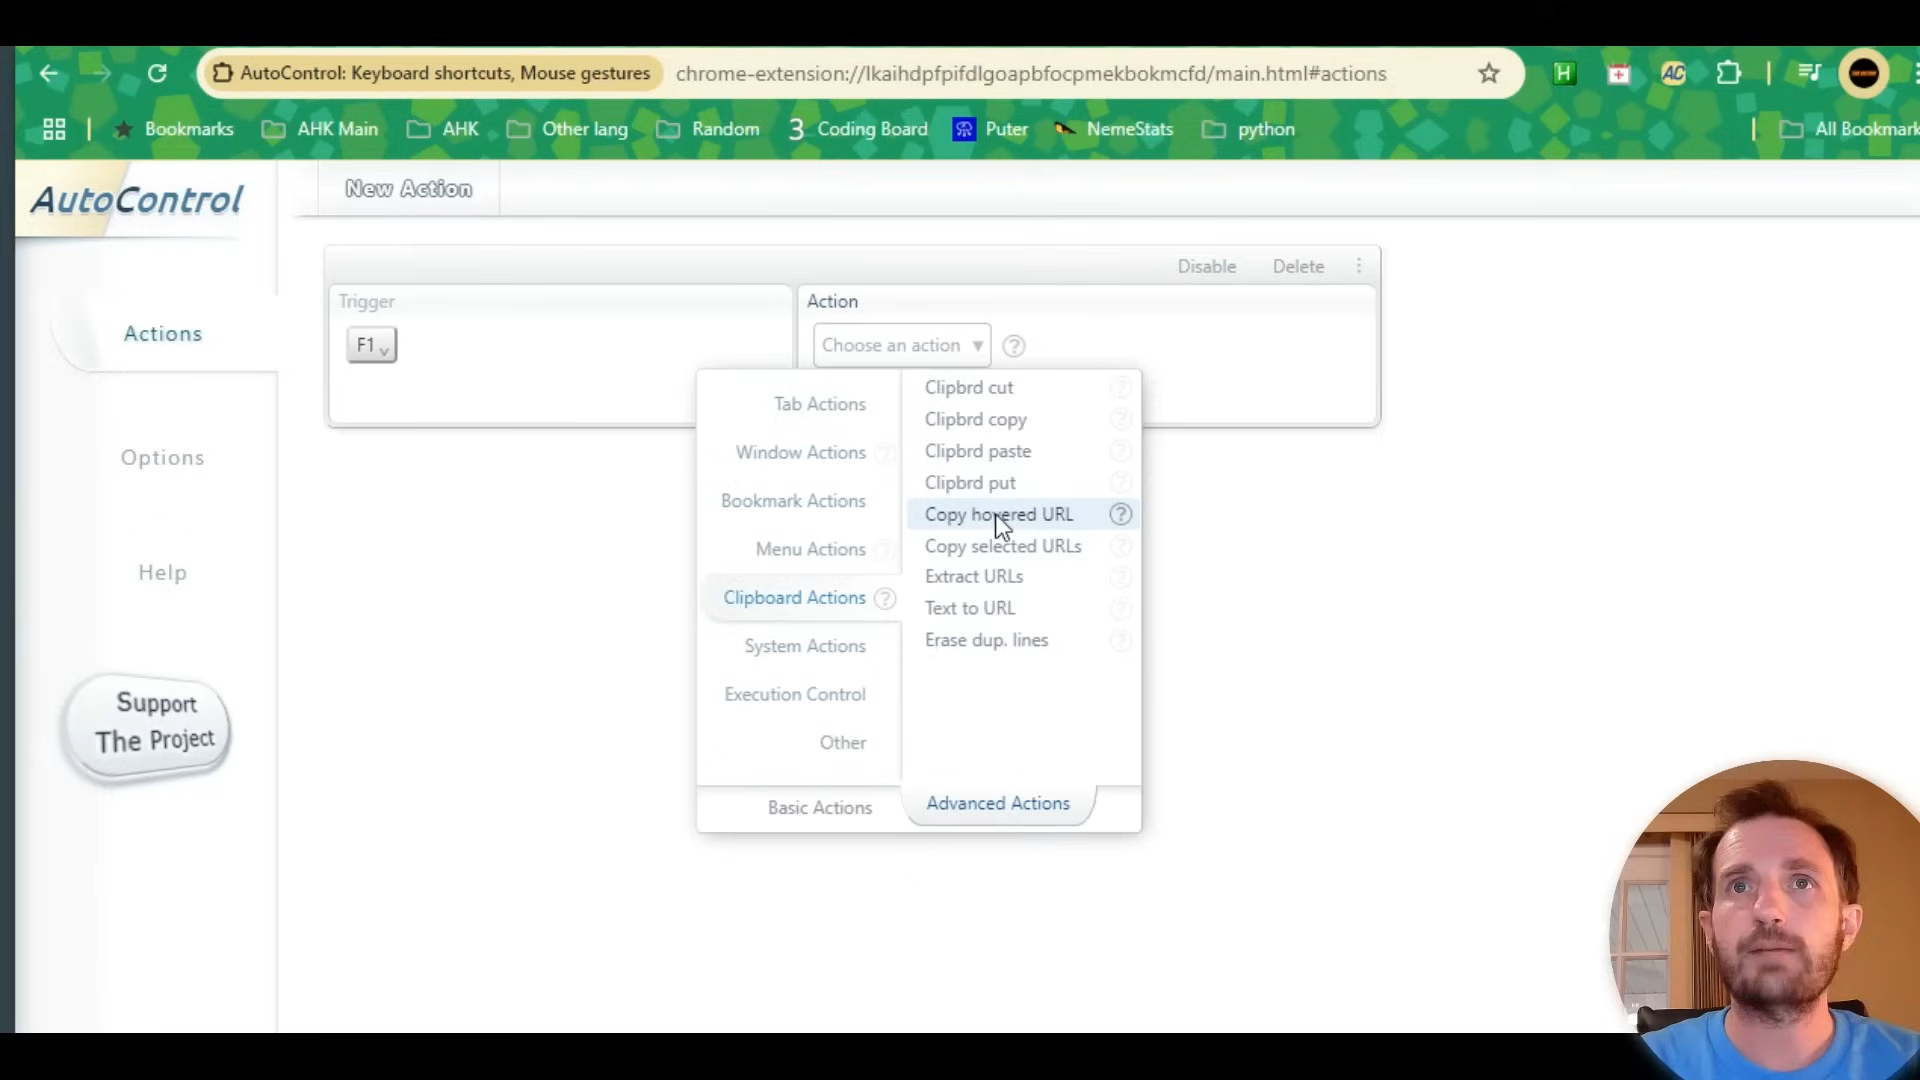 AutoControl: Keyboard shortcuts, Mouse gestures
chrome-extension://lkaihdpfpifdlgoapbfocpmekbokmcfd/main.html#actions
H
AC
Bookmarks
AHK Main
AHK
Other lang
Random
3 Coding Board
Puter
NemeStats
python
All Bookmark
AutoControl
New Action
Disable
Delete
Trigger
Action
F1
Choose an action
?
Actions
Options
Help
Support
The Project
Tab Actions
Window Actions
Bookmark Actions
Menu Actions
Clipboard Actions ?
System Actions
Execution Control
Other
Clipbrd cut
Clipbrd copy
Clipbrd paste
Clipbrd put
Copy hovered URL ?
Copy selected URLs
Extract URLs
Text to URL
Erase dup. lines
Basic Actions
Advanced Actions